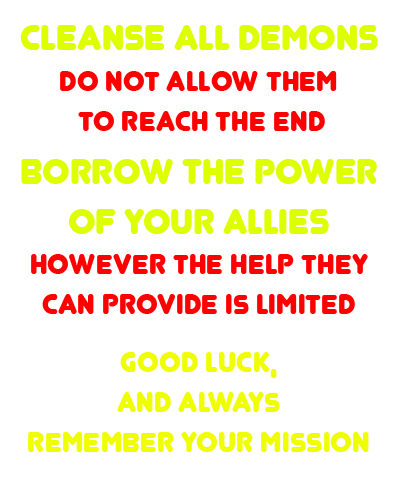 CLEANSE ALL DEMONS
DO NOT ALLOW THEM
TO REACH THE END
BORROW THE POWER
OF YOUR ALLIES
HOWEVER THE HELP THEY
CAN PROVIDE IS LIMITED
GOOD LUCK,
AND ALWAYS
REMEMBER YOUR MISSION